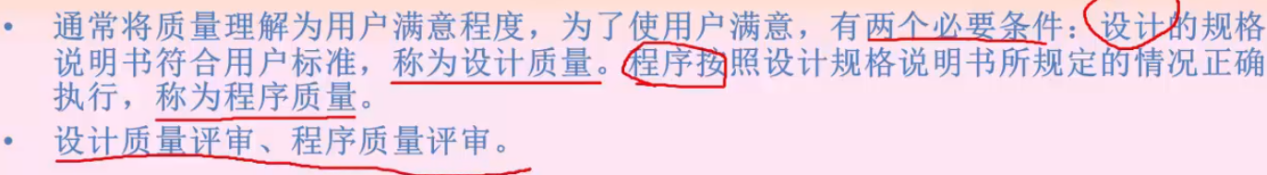 • 通常将质量理解为用户满意程度，为了使用户满意，有两个必要条件：设计的规格
说明书符合用户标准，称为设计质量。程序按照设计规格说明书所规定的情况正确
执行，称为程序质量。
• 设计质量评审、程序质量评审。